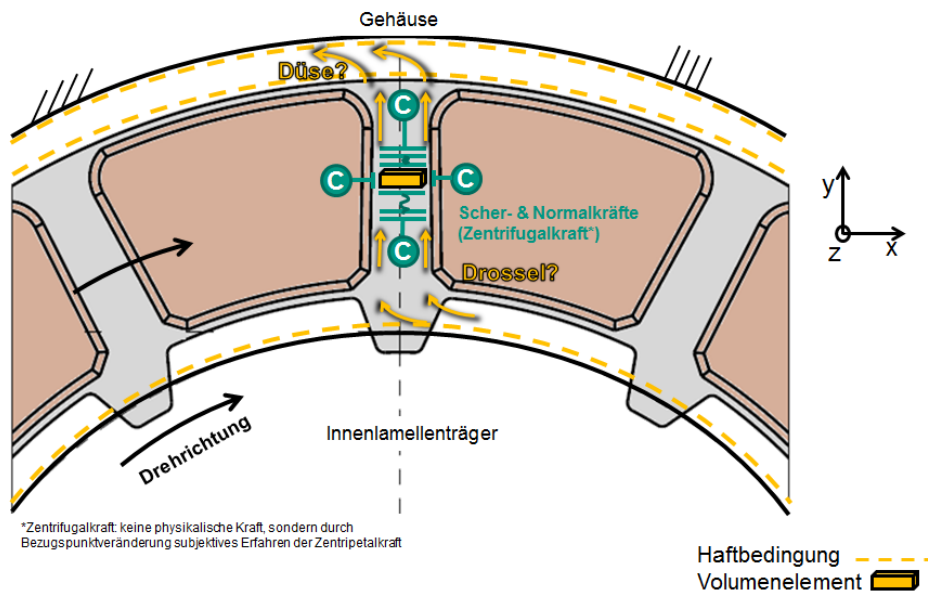 Gehäuse
Düse?
C
C
C
y
Scher- & Normalkräfte
(Zentrifugalkraft*)
z
x
C
Drossel?
Drehrichtung
Innenlamellenträger
*Zentrifugalkraft: keine physikalische Kraft, sondern durch
Bezugspunktveränderung subjektives Erfahren der Zentripetalkraft
Haftbedingung
Volumenelement